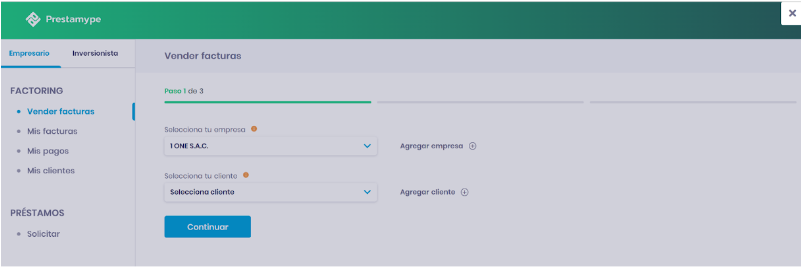 Prestamype
Empresario Inversionista
Vender facturas
Paso 1 de 3
FACTORING
Vender facturas
Mis facturas
Mis pagos
Mis clientes
PRÉSTAMOS
Solicitar
Selecciona tu empresa
1 ONE S.A.C.
Agregar empresa
Selecciona tu cliente
Selecciona cliente
Agregar cliente
Continuar